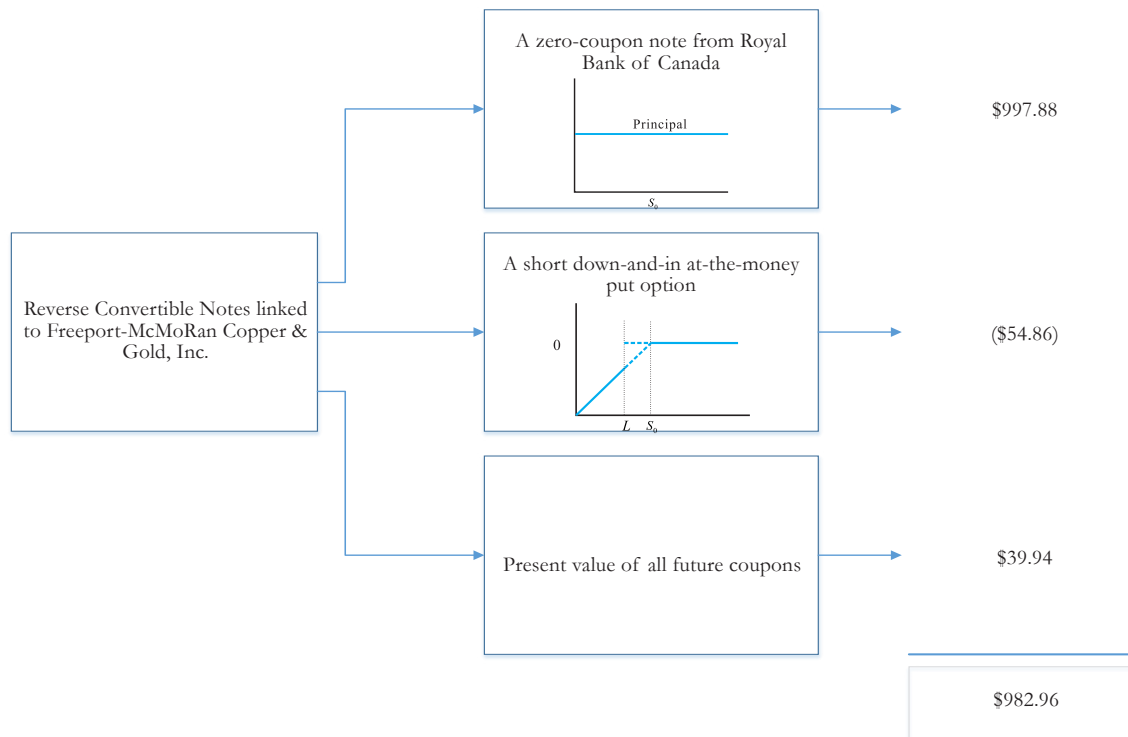 A zero-coupon note from Royal
Bank of Canada
Principal
S₀
$997.88
Reverse Convertible Notes linked
to Freeport-McMoRan Copper &
Gold, Inc.
A short down-and-in at-the-money
put option
0
L S₀
($54.86)
Present value of all future coupons
$39.94
$982.96